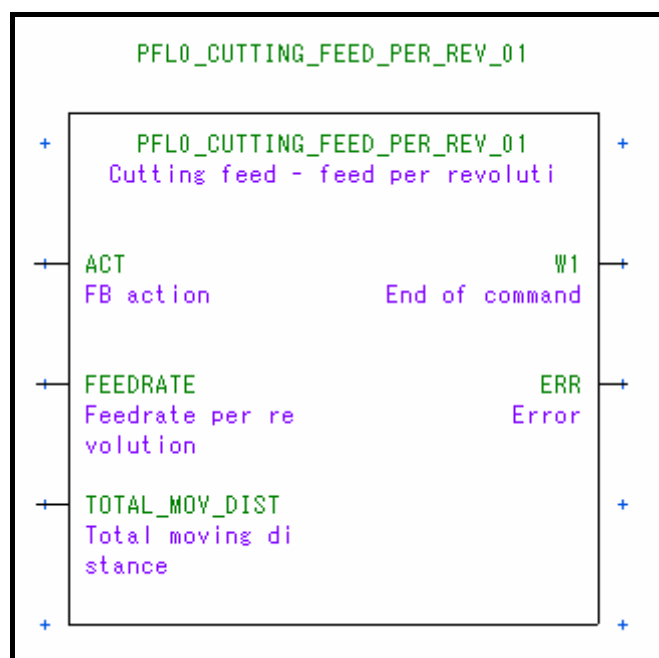 PFL0_CUTTING_FEED_PER_REV_01
PFL0_CUTTING_FEED_PER_REV_01
Cutting feed - feed per revoluti
ACT
W1
FB action
End of command
FEEDRATE
ERR
Feedrate per re
Error
volution
TOTAL_MOV_DIST
Total moving di
stance